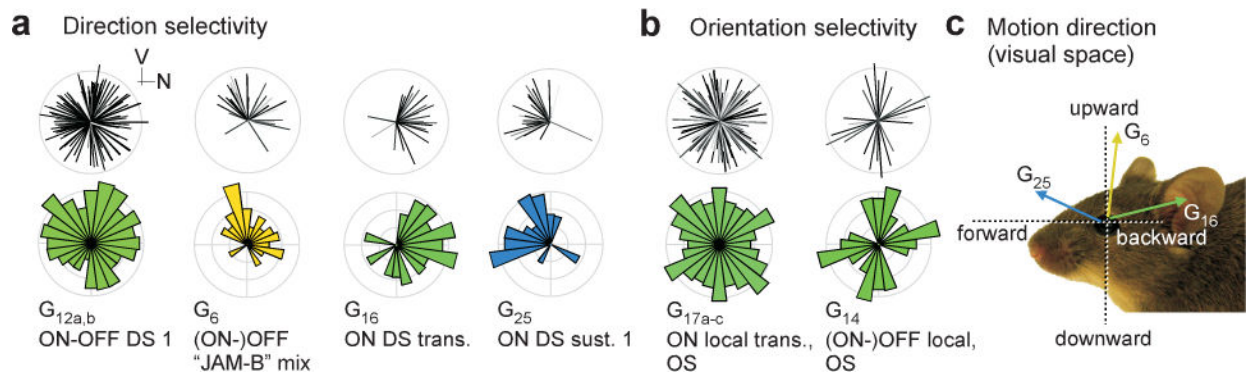 a Direction selectivity
V
N
G12a,b
ON-OFF DS 1
G6
(ON-)OFF
"JAM-B" mix
G16
ON DS trans.
G25
ON DS sust. 1
b Orientation selectivity
G17a-c
ON local trans.,
OS
G14
(ON-)OFF local,
OS
c Motion direction
(visual space)
upward
G6
G25
G16
forward
backward
downward